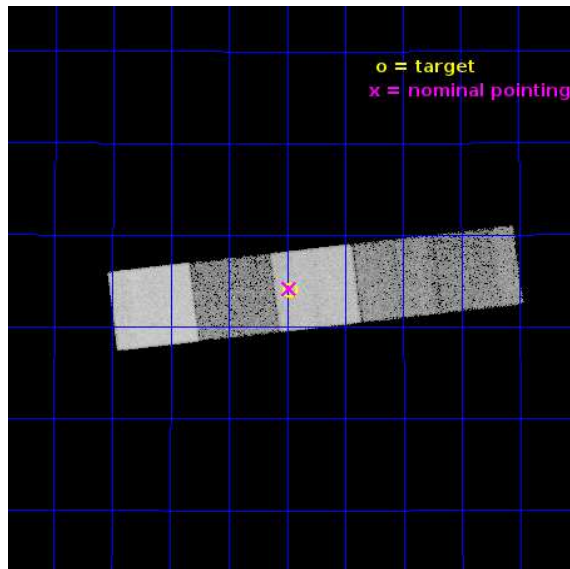 o = target
x = nominal pointing